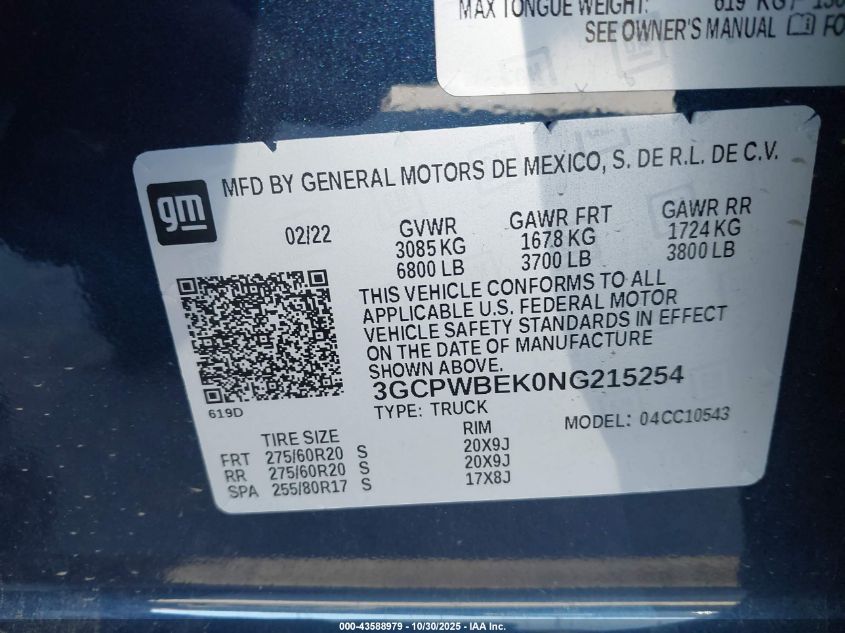 MAX TONGUE WEIGHT: 619 KG
SEE OWNER'S MANUAL FO
MFD BY GENERAL MOTORS DE MEXICO, S. DE R.L. DE C.V.
gm
02/22 GVWR GAWR FRT GAWR RR
3085 KG 1678 KG 1724 KG
6800 LB 3700 LB 3800 LB
THIS VEHICLE CONFORMS TO ALL
APPLICABLE U.S. FEDERAL MOTOR
VEHICLE SAFETY STANDARDS IN EFFECT
ON THE DATE OF MANUFACTURE
SHOWN ABOVE.
3GCPWBEK0NG215254
619D
TYPE: TRUCK MODEL: 04CC10543
TIRE SIZE RIM
FRT 275/60R20 S 20X9J
RR 275/60R20 S 20X9J
SPA 255/80R17 S 17X8J
000-43588979 - 10/30/2025 - IAA Inc.